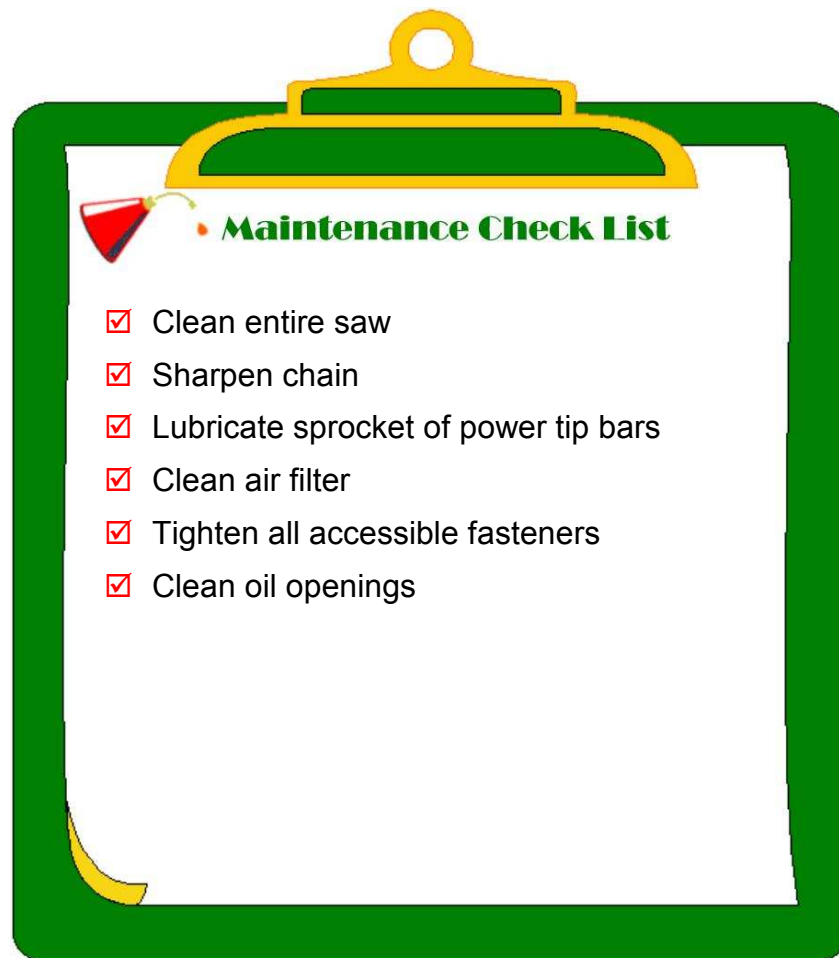 Maintenance Check List
Clean entire saw
Sharpen chain
Lubricate sprocket of power tip bars
Clean air filter
Tighten all accessible fasteners
Clean oil openings